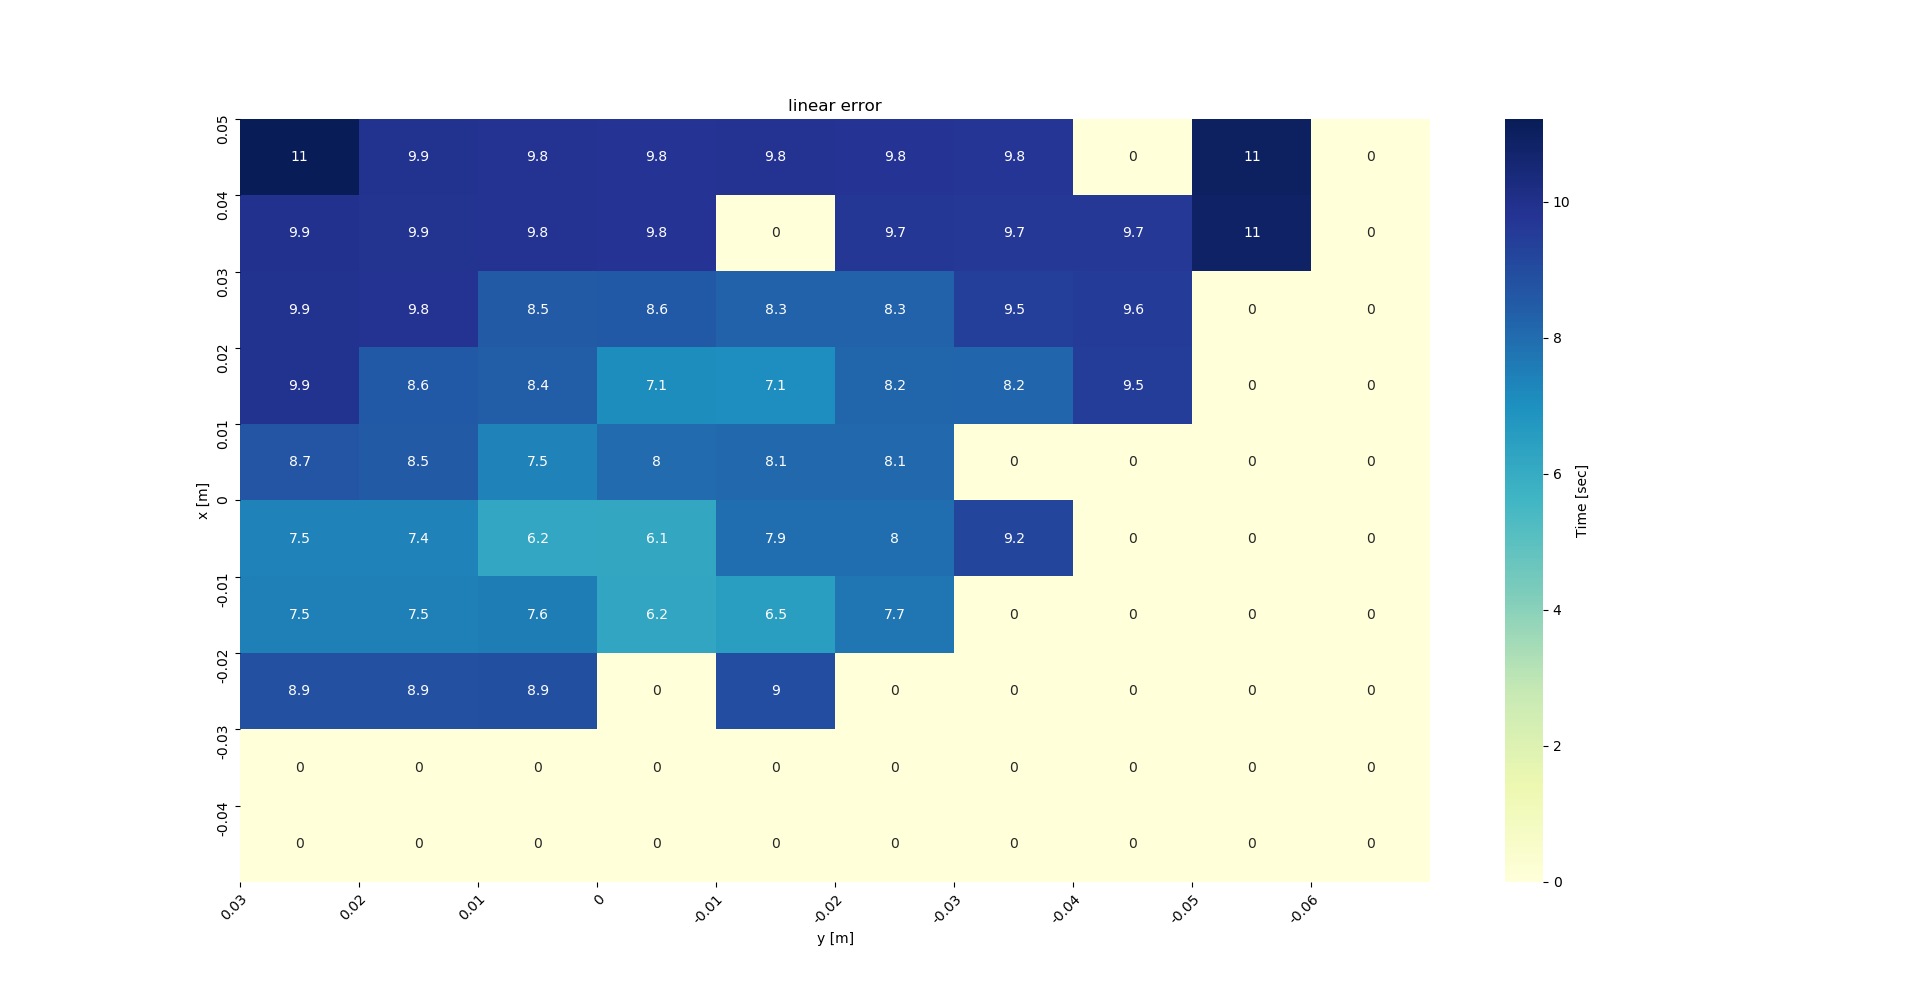 linear error
0.05 11 9.9 9.8 9.8 9.8 9.8 9.8 0 11 0
0.04 9.9 9.9 9.8 9.8 0 9.7 9.7 9.7 11 0 10
0.03 9.9 9.8 8.5 8.6 8.3 8.3 9.5 9.6 0 0 8
0.02 9.9 8.6 8.4 7.1 7.1 8.2 8.2 9.5 0 0
0.01 8.7 8.5 7.5 8 8.1 8.1 0 0 0 0 6
x [m] 0 7.5 7.4 6.2 6.1 7.9 8 9.2 0 0 0 Time [sec]
-0.01 7.5 7.5 7.6 6.2 6.5 7.7 0 0 0 0 4
-0.02 8.9 8.9 8.9 0 9 0 0 0 0 0
-0.03 0 0 0 0 0 0 0 0 0 0 2
-0.04 0 0 0 0 0 0 0 0 0 0 0
0.03 0.02 0.01 0 -0.01 -0.02 -0.03 -0.04 -0.05 -0.06
y [m]